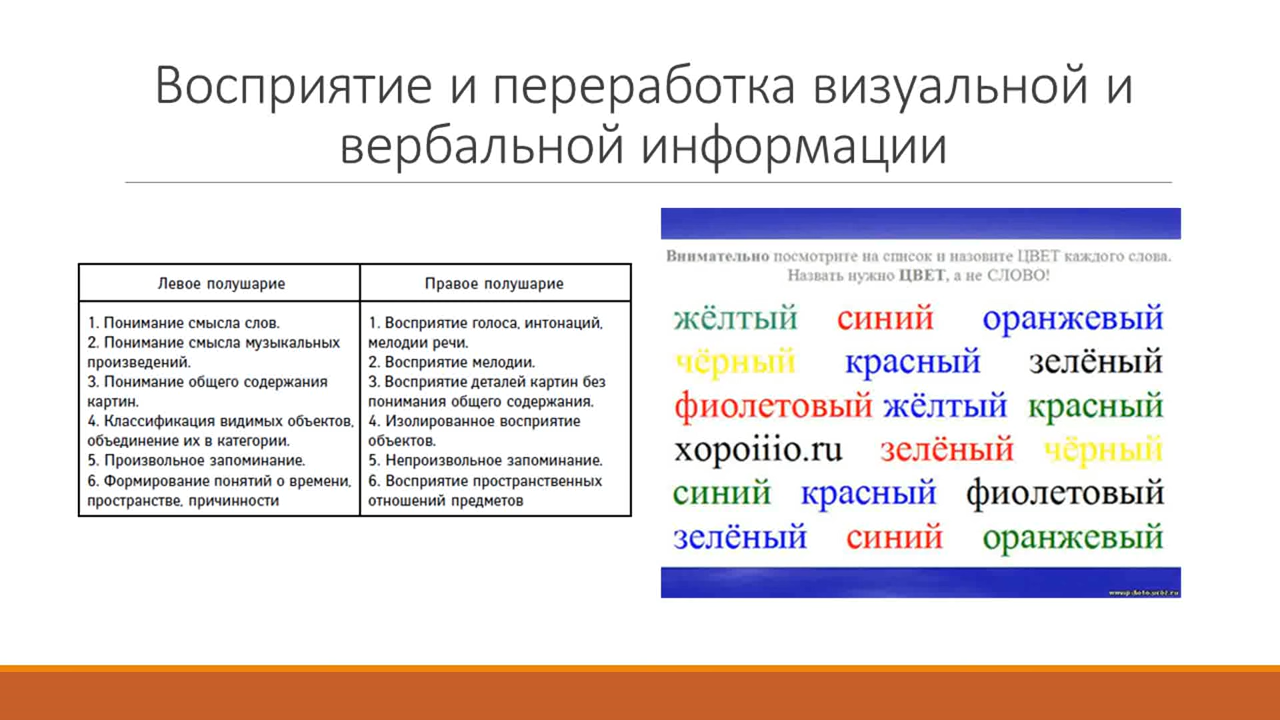 Восприятие и переработка визуальной и
вербальной информации
Левое полушарие
1. Понимание смысла слов.
2. Понимание смысла музыкальных
произведений.
3. Понимание общего содержания
картин.
4. Классификация видимых объектов,
объединение их в категории.
5. Произвольное запоминание.
6. Формирование понятий о времени,
пространстве, причинности
Правое полушарие
1. Восприятие голоса, интонаций,
мелодии речи.
2. Восприятие мелодии.
3. Восприятие деталей картин без
понимания общего содержания.
4. Изолированное восприятие
объектов.
5. Непроизвольное запоминание.
6. Восприятие пространственных
отношений предметов
Внимательно посмотрите на список и назовите ЦВЕТ каждого слова.
Назвать нужно ЦВЕТ, а не СЛОВО!
жёлтый синий оранжевый
чёрный красный зелёный
фиолетовый жёлтый красный
xopoiiio.ru зелёный чёрный
синий красный фиолетовый
зелёный синий оранжевый